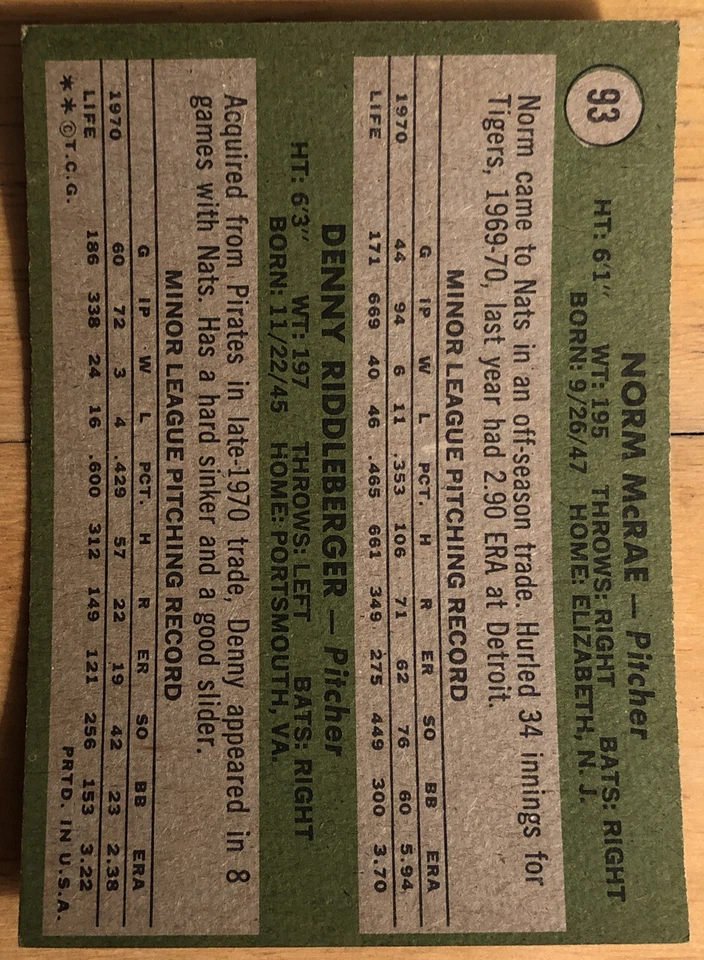 93
NORM McRAE — Pitcher
HT: 6'1" WT: 195 THROWS: RIGHT BATS: RIGHT
BORN: 9/26/47 HOME: ELIZABETH, N. J.
Norm came to Nats in an off-season trade. Hurled 34 innings for
Tigers, 1969-70, last year had 2.90 ERA at Detroit.
MINOR LEAGUE PITCHING RECORD
G IP W L PCT. H R ER SO BB ERA
1970 44 94 6 11 .353 106 71 62 76 60 5.94
LIFE 171 669 40 46 .465 661 349 275 449 300 3.70
DENNY RIDDLEBERGER — Pitcher
HT: 6'3" WT: 197 THROWS: LEFT BATS: RIGHT
BORN: 11/22/45 HOME: PORTSMOUTH, VA.
Acquired from Pirates in late-1970 trade, Denny appeared in 8
games with Nats. Has a hard sinker and a good slider.
MINOR LEAGUE PITCHING RECORD
G IP W L PCT. H R ER SO BB ERA
1970 60 72 3 4 .429 57 22 19 42 23 2.38
LIFE 186 338 24 16 .600 312 149 121 256 153 3.22
**©T.C.G. PRTD. IN U.S.A.